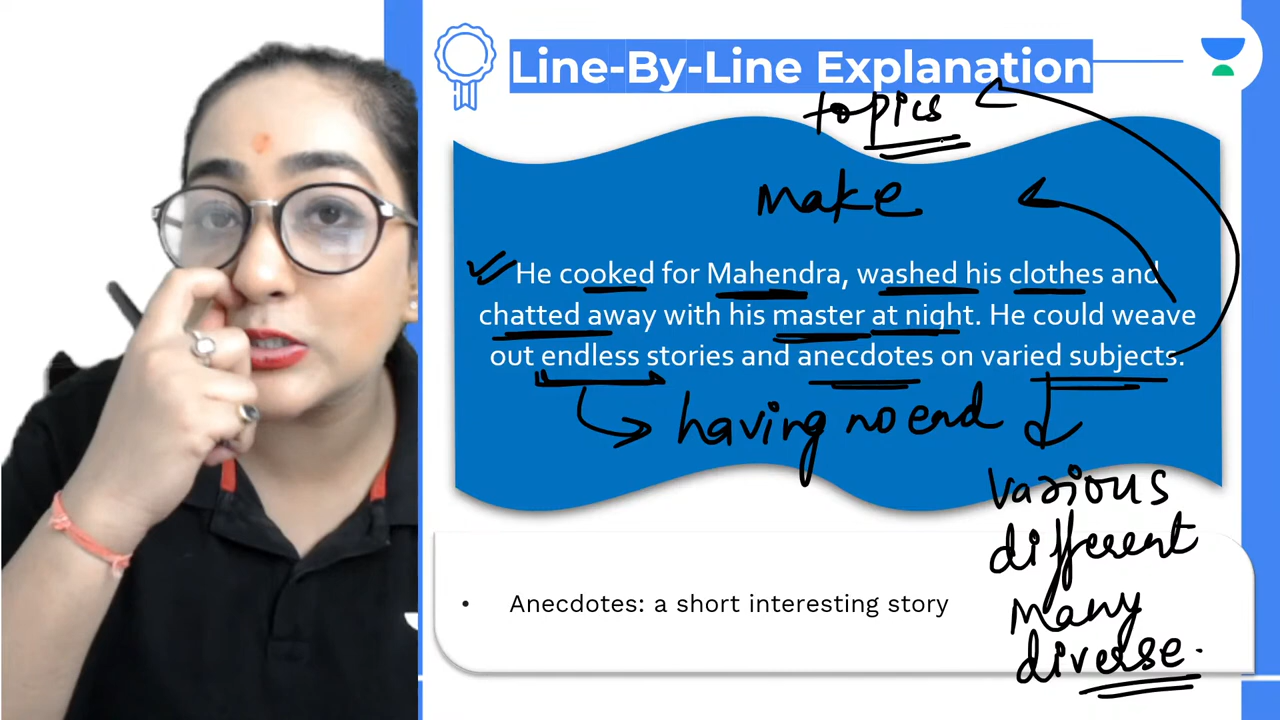 Line-By-Line Explanation
topics
make
He cooked for Mahendra, washed his clothes and
chatted away with his master at night. He could weave
out endless stories and anecdotes on varied subjects.
having no end
various
different
many
diverse.
• Anecdotes: a short interesting story